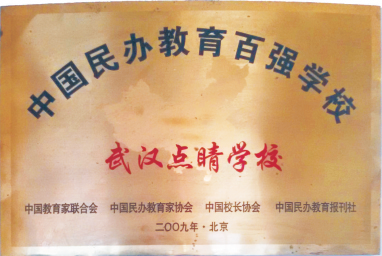 中国民办教育百强学校
武汉点睛学校
中国教育家联合会 中国民办教育家协会 中国校长协会 中国民办教育报刊社
二〇〇九年·北京